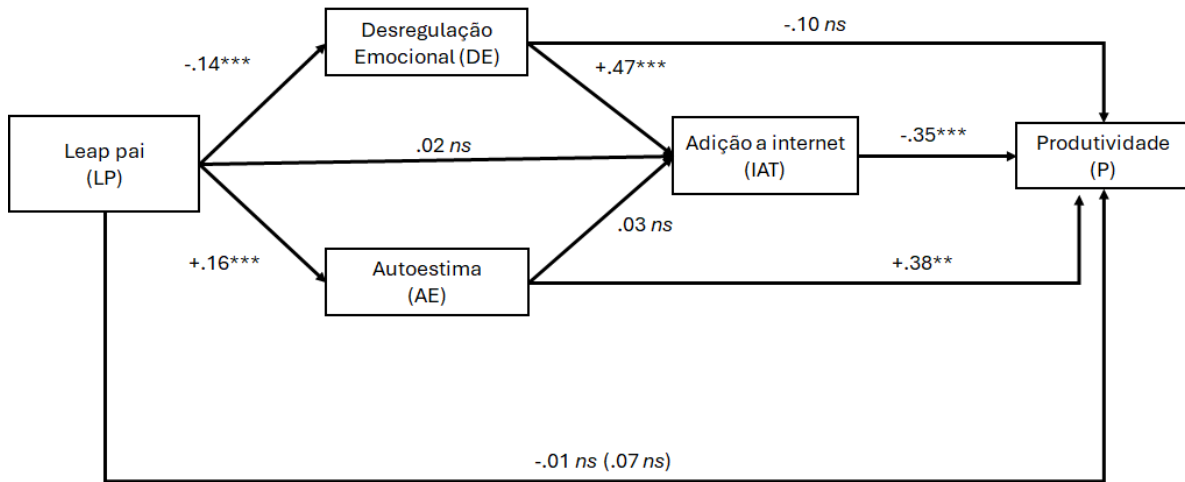 Desregulação
Emocional (DE)
-.10 ns
-.14***
+.47***
Leap pai
(LP)
.02 ns
Adição a internet
(IAT)
-.35***
Produtividade
(P)
.03 ns
+.16***
Autoestima
(AE)
+.38**
-.01 ns (.07 ns)